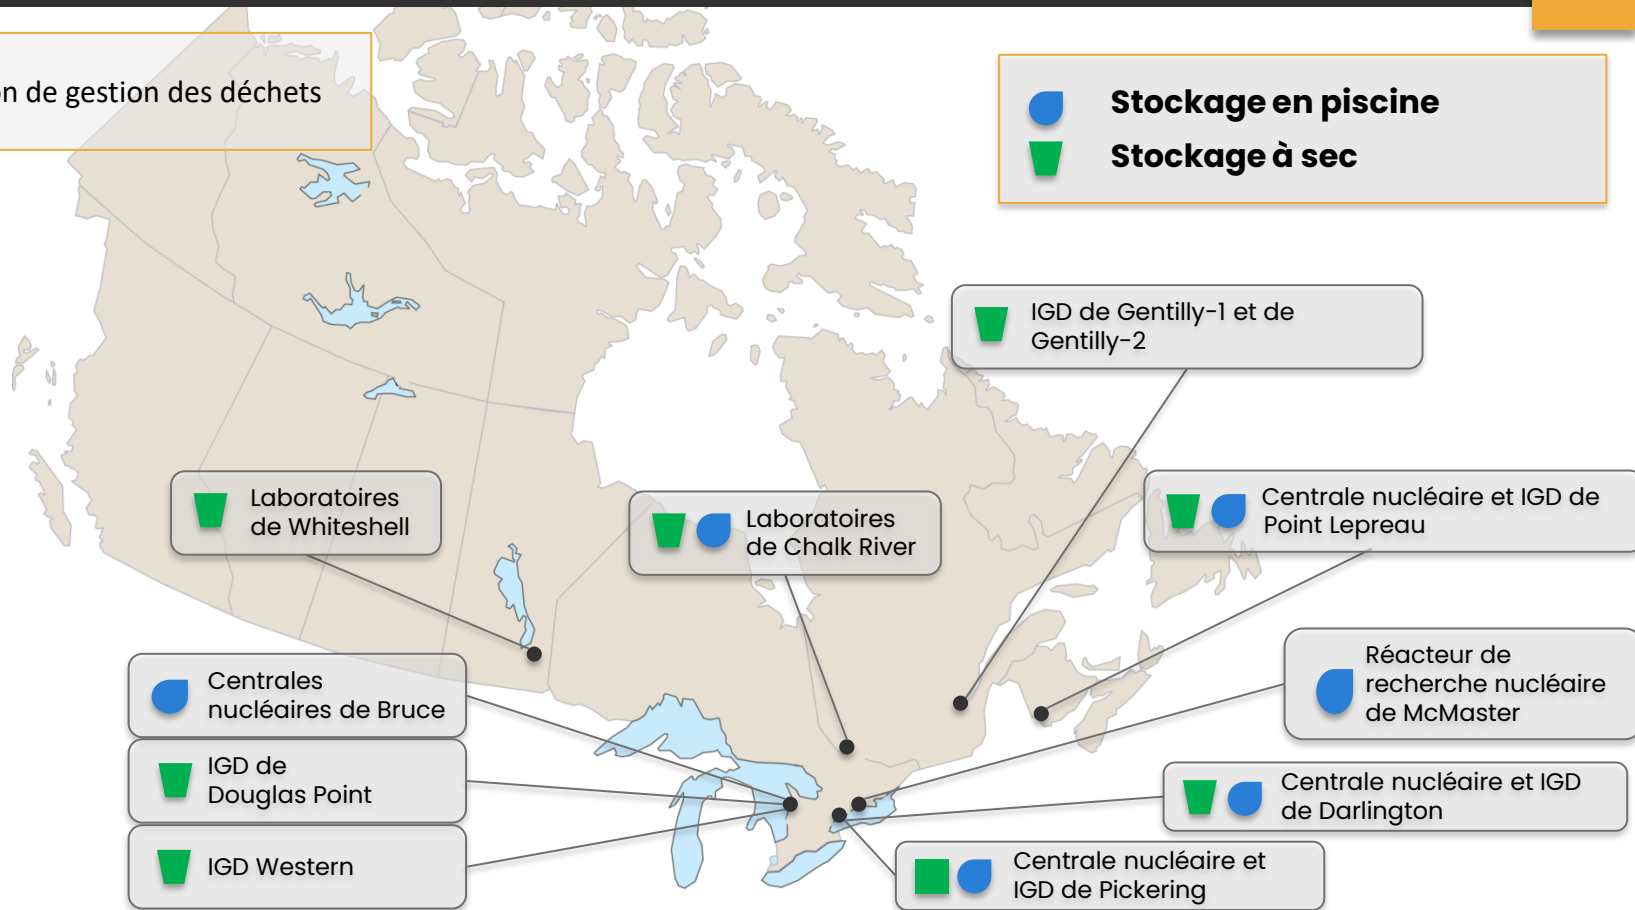 de gestion des déchets
Stockage en piscine
Stockage à sec
IGD de Gentilly-1 et de
Gentilly-2
Laboratoires
de Whiteshell
Laboratoires
de Chalk River
Centrale nucléaire et IGD de
Point Lepreau
Centrales
nucléaires de Bruce
Réacteur de
recherche nucléaire
de McMaster
IGD de
Douglas Point
Centrale nucléaire et IGD
de Darlington
IGD Western
Centrale nucléaire et
IGD de Pickering